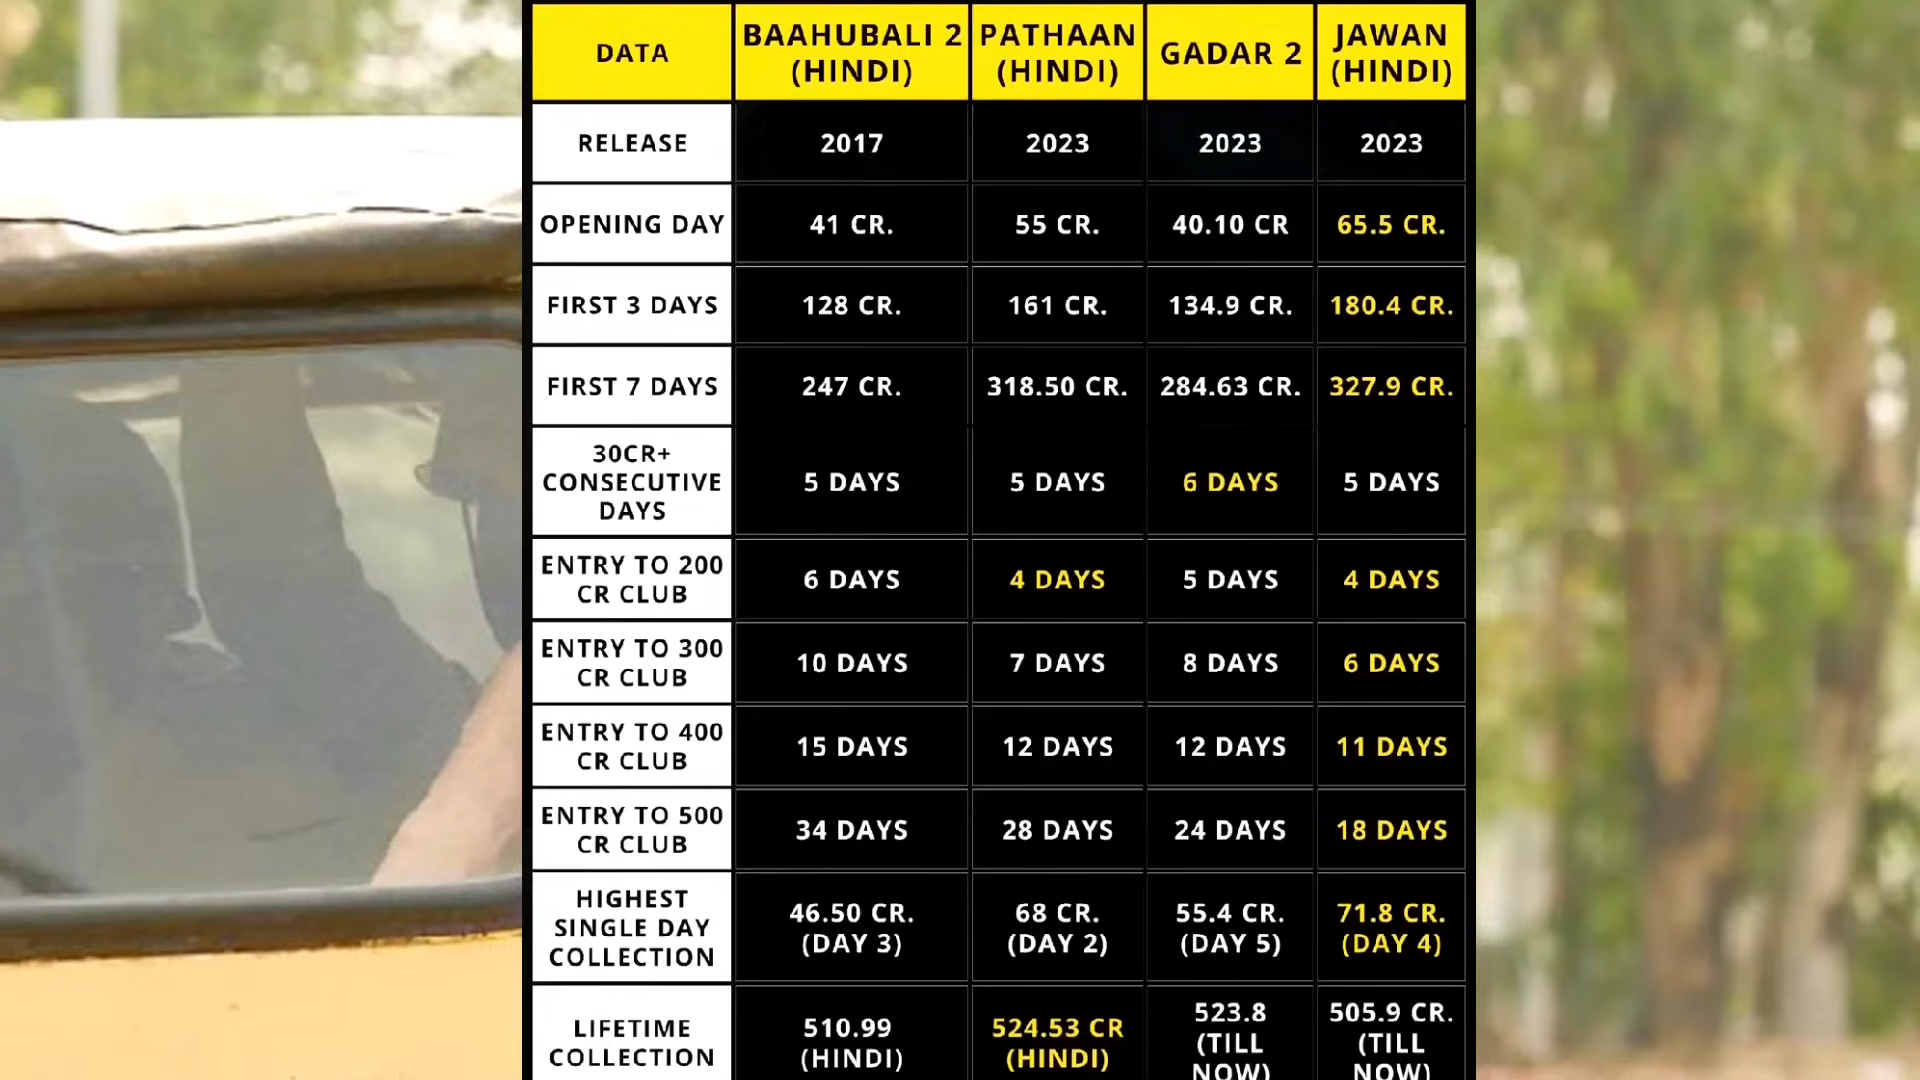 DATA
BAAHUBALI 2
(HINDI)
PATHAAN
(HINDI)
GADAR 2
JAWAN
(HINDI)
RELEASE
2017
2023
2023
2023
OPENING DAY
41 CR.
55 CR.
40.10 CR
65.5 CR.
FIRST 3 DAYS
128 CR.
161 CR.
134.9 CR.
180.4 CR.
FIRST 7 DAYS
247 CR.
318.50 CR.
284.63 CR.
327.9 CR.
30CR+
CONSECUTIVE
DAYS
5 DAYS
5 DAYS
6 DAYS
5 DAYS
ENTRY TO 200
CR CLUB
6 DAYS
4 DAYS
5 DAYS
4 DAYS
ENTRY TO 300
CR CLUB
10 DAYS
7 DAYS
8 DAYS
6 DAYS
ENTRY TO 400
CR CLUB
15 DAYS
12 DAYS
12 DAYS
11 DAYS
ENTRY TO 500
CR CLUB
34 DAYS
28 DAYS
24 DAYS
18 DAYS
HIGHEST
SINGLE DAY
COLLECTION
46.50 CR.
(DAY 3)
68 CR.
(DAY 2)
55.4 CR.
(DAY 5)
71.8 CR.
(DAY 4)
LIFETIME
COLLECTION
510.99
(HINDI)
524.53 CR
(HINDI)
523.8
(TILL
NOW)
505.9 CR.
(TILL
NOW)